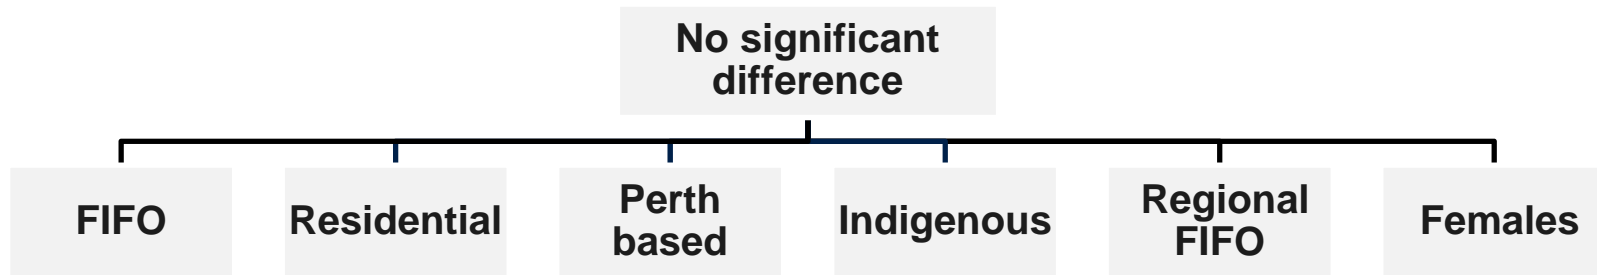 No significant
difference
FIFO
Residential
Perth
based
Indigenous
Regional
FIFO
Females